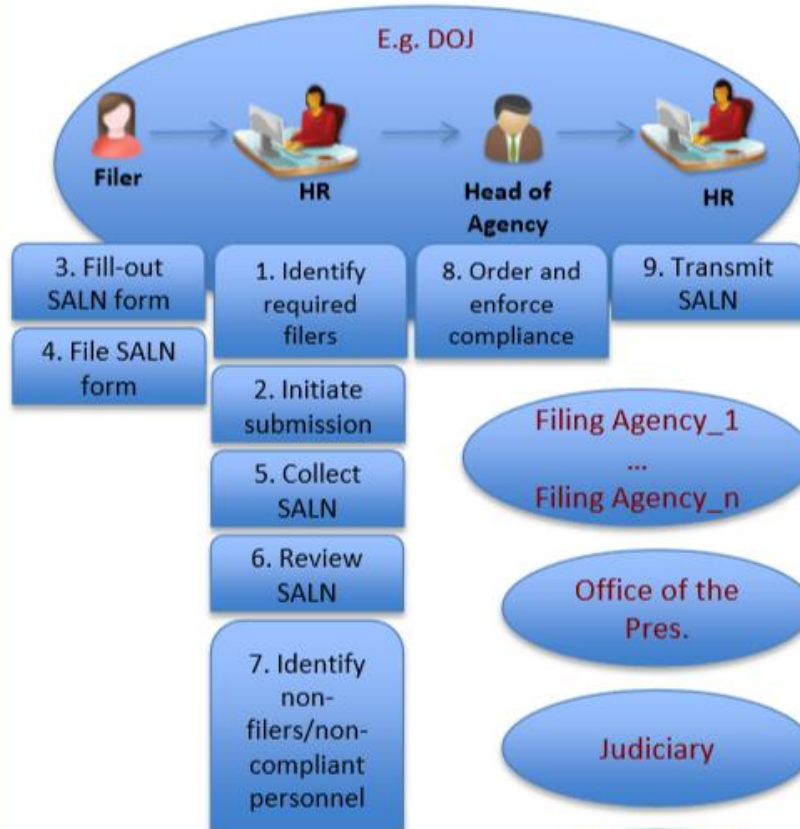 E.g. DOJ
Filer
HR
Head of
Agency
HR
3. Fill-out
SALN form
4. File SALN
form
1. Identify
required
filers
2. Initiate
submission
5. Collect
SALN
6. Review
SALN
7. Identify
non-
filers/non-
compliant
personnel
8. Order and
enforce
compliance
9. Transmit
SALN
Filing Agency_1
...
Filing Agency_n
Office of the
Pres.
Judiciary